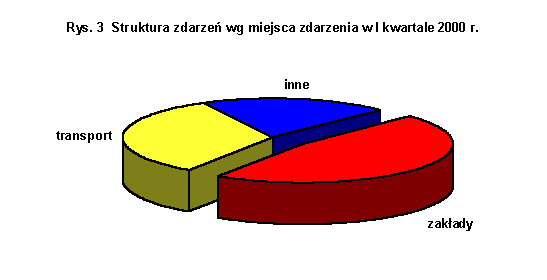 Rys. 3 Struktura zdarzeń wg miejsca zdarzenia w I kwartale 2000 r.
inne
transport
zakłady